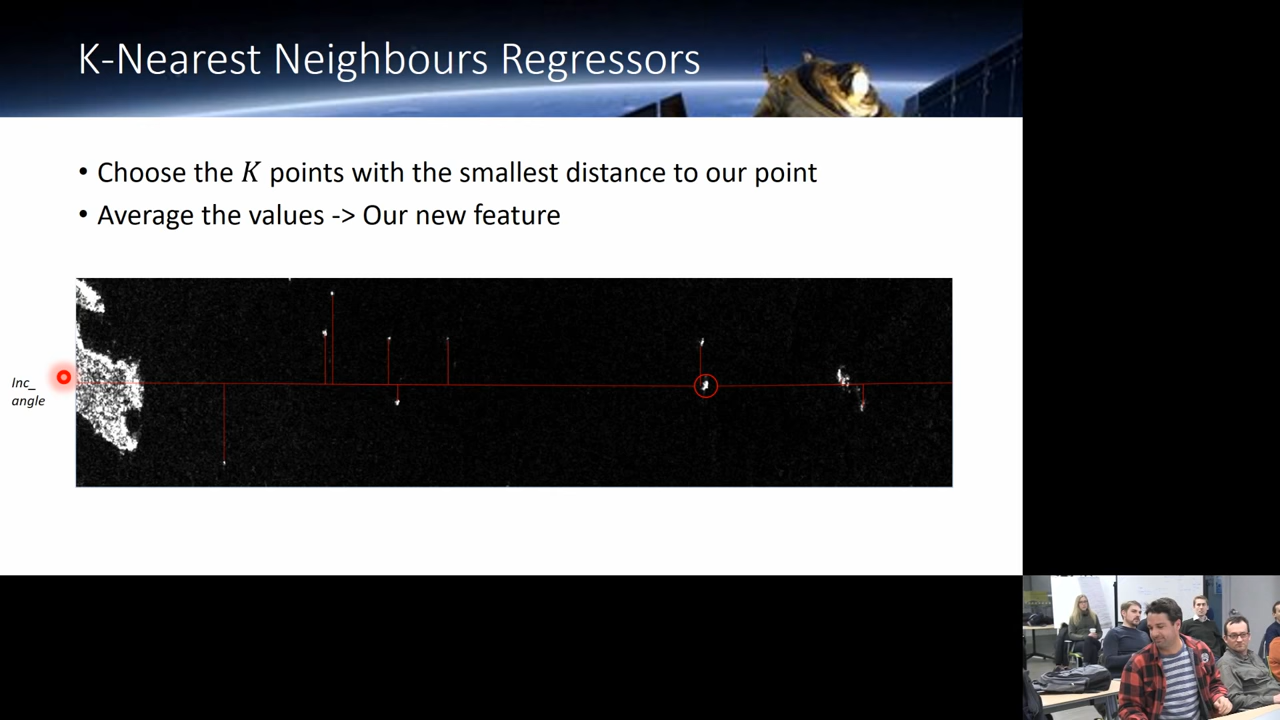 K-Nearest Neighbours Regressors
• Choose the K points with the smallest distance to our point
• Average the values -> Our new feature
Inc_
angle